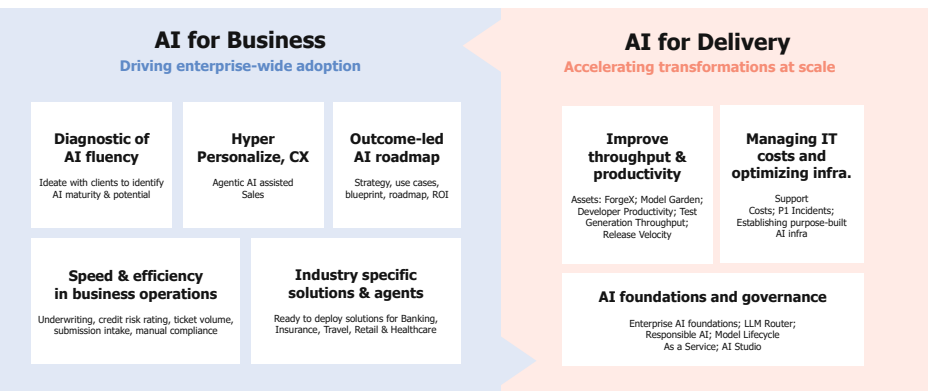 AI for Business
Driving enterprise-wide adoption
Diagnostic of
AI fluency
Ideate with clients to identify
AI maturity & potential
Hyper
Personalize, CX
Agentic AI assisted
Sales
Outcome-led
AI roadmap
Strategy, use cases,
blueprint, roadmap, ROI
Speed & efficiency
in business operations
Underwriting, credit risk rating, ticket volume,
submission intake, manual compliance
Industry specific
solutions & agents
Ready to deploy solutions for Banking,
Insurance, Travel, Retail & Healthcare
AI for Delivery
Accelerating transformations at scale
Improve
throughput &
productivity
Assets: ForgeX; Model Garden;
Developer Productivity; Test
Generation Throughput;
Release Velocity
Managing IT
costs and
optimizing infra.
Support
Costs; P1 Incidents;
Establishing purpose-built
AI infra
AI foundations and governance
Enterprise AI foundations; LLM Router;
Responsible AI; Model Lifecycle
As a Service; AI Studio